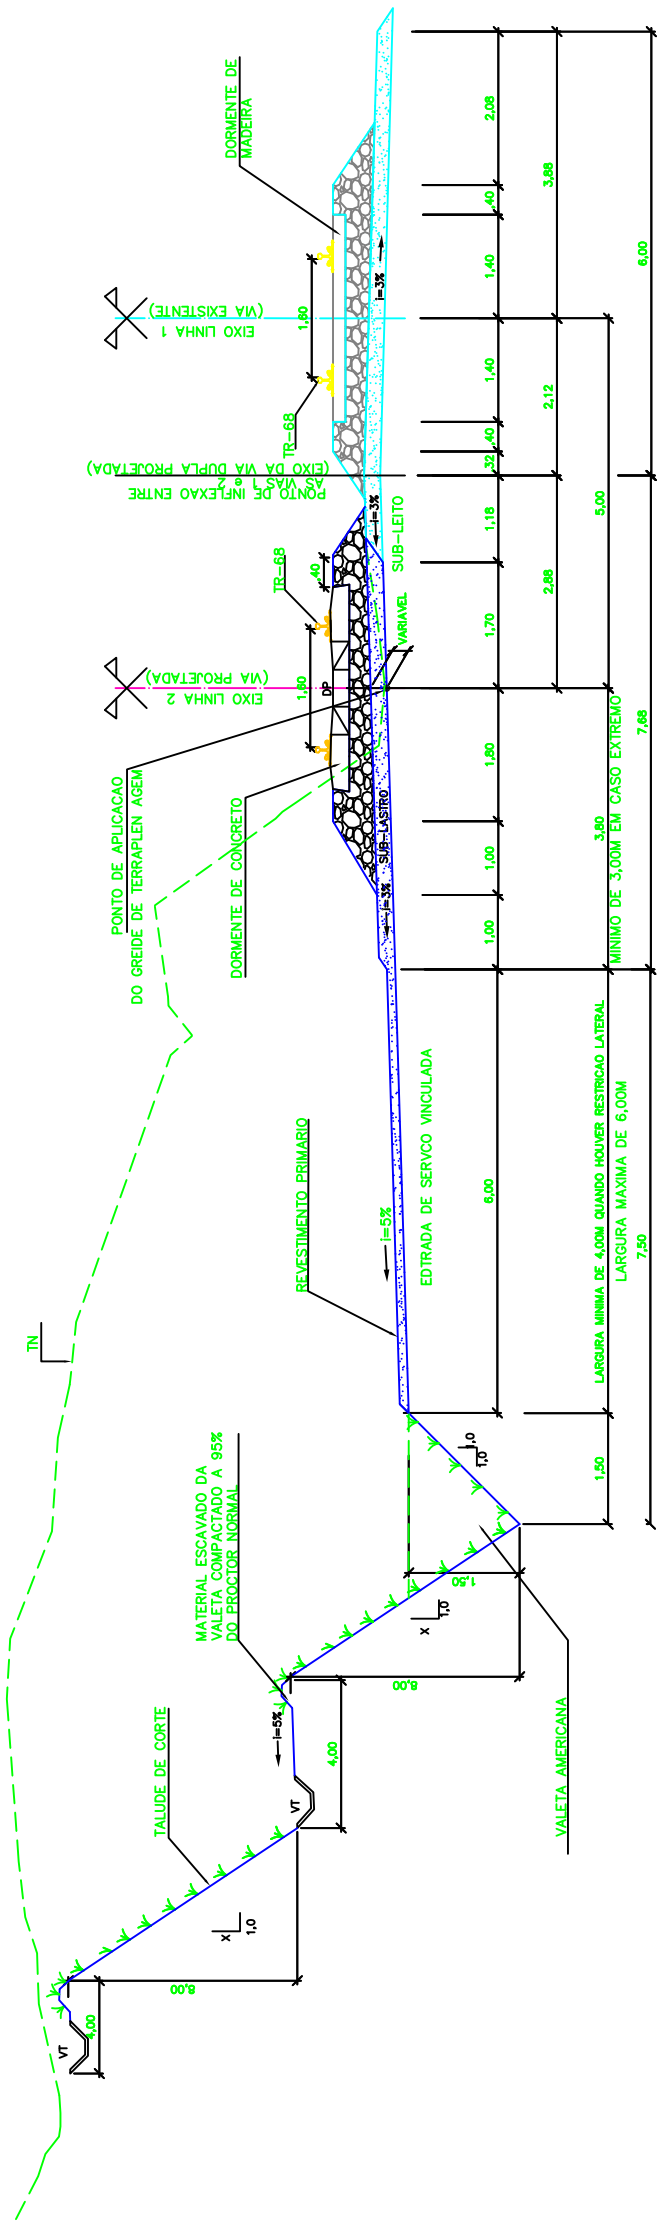 DORMENTE DE
MADEIRA
EIXO LINHA 1
(VIA EXISTENTE)
1,60
TR-68
i=3%
PONTO DE INFLEXAO ENTRE
AS VIAS 1 e 2
(EIXO DA VIA DUPLA PROJETADA)
i=3%
SUB-LEITO
TR-68
,40
VARIAVEL
EIXO LINHA 2
(VIA PROJETADA)
1,60
DP
PONTO DE APLICACAO
DO GREIDE DE TERRAPLEN AGEM
DORMENTE DE CONCRETO
SUB-LASTRO
i=3%
2,08
,40
1,40
1,40
,40
,32
1,18
1,70
1,80
1,00
1,00
6,00
3,88
2,12
2,88
5,00
3,80
MINIMO DE 3,00M EM CASO EXTREMO
LARGURA MINIMA DE 4,00M QUANDO HOUVER RESTRICAO LATERAL
LARGURA MAXIMA DE 6,00M
1,50
6,00
7,68
7,50
REVESTIMENTO PRIMARIO
i=5%
EDTRADA DE SERVCO VINCULADA
TN
MATERIAL ESCAVADO DA
VALETA COMPACTADO A 95%
DO PROCTOR NORMAL
1,0
1,0
1,50
X
1,0
8,00
VALETA AMERICANA
i=5%
4,00
VT
TALUDE DE CORTE
X
1,0
8,00
4,00
VT